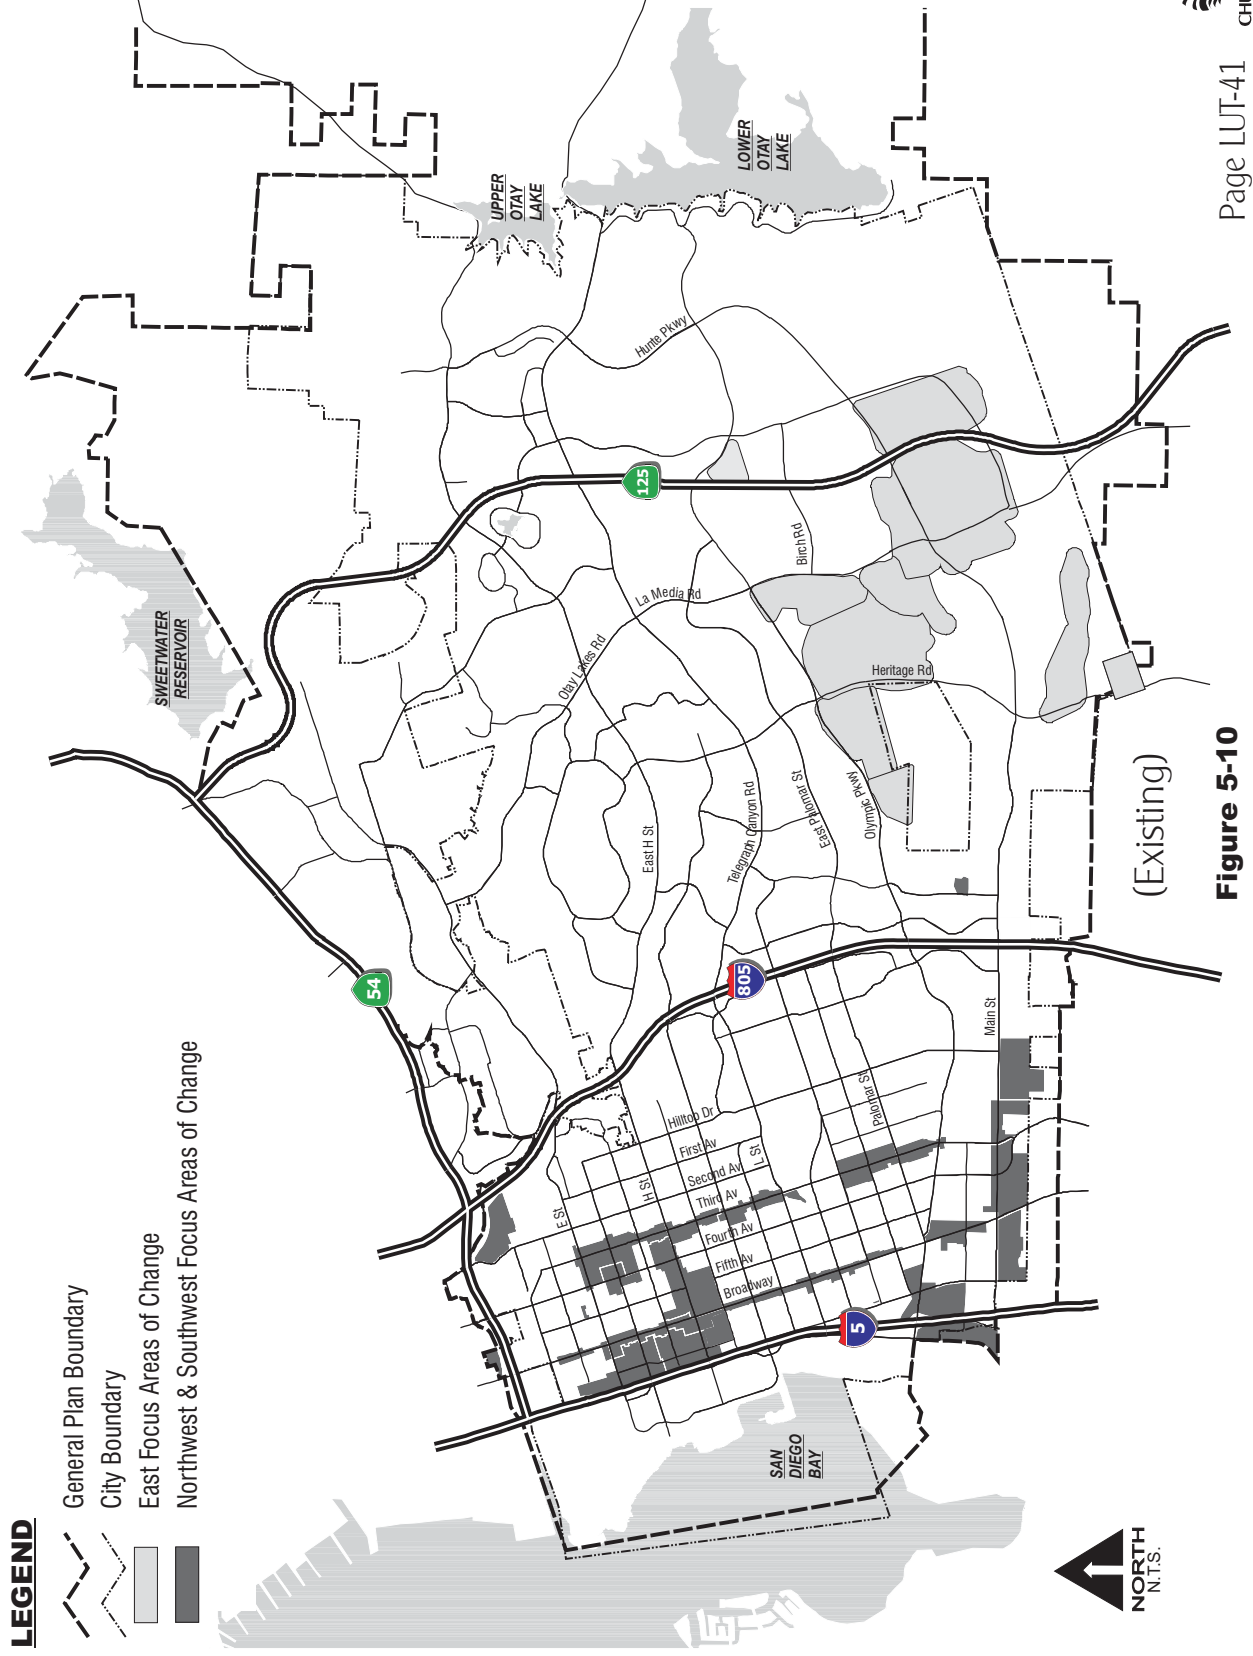 LEGEND
General Plan Boundary
City Boundary
East Focus Areas of Change
Northwest & Southwest Focus Areas of Change
SWEETWATER
RESERVOIR
UPPER
OTAY
LAKE
LOWER
OTAY
LAKE
SAN
DIEGO
BAY
54
125
805
5
Hunte Pkwy
Birch Rd
La Media Rd
Otay Lakes Rd
Heritage Rd
East H St
Telegraph Canyon Rd
East Palomar St
Olympic Pkwy
Main St
Palomar St
Hilltop Dr
First Av
Second Av
Third Av
Fourth Av
Fifth Av
Broadway
E St
H St
L St
NORTH
N.T.S.
(Existing)
Figure 5-10
Page LUT-41